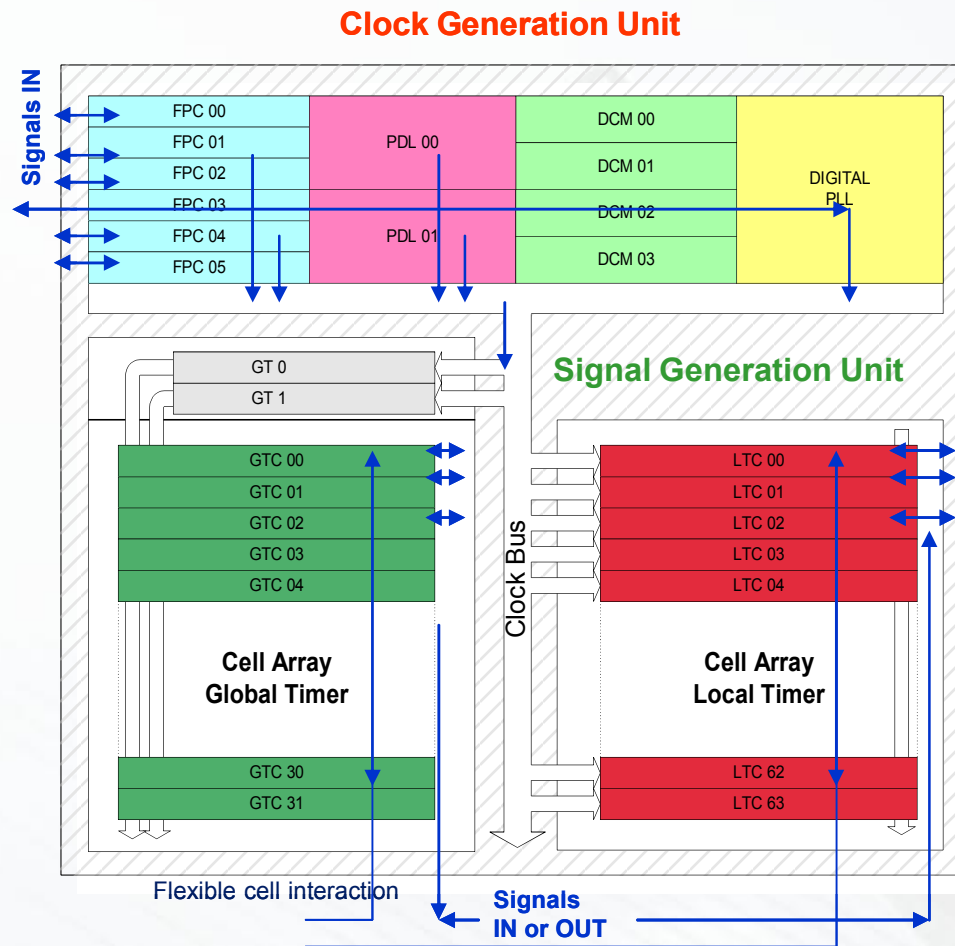 Clock Generation Unit
Signals IN
FPC 00
FPC 01
FPC 02
FPC 03
FPC 04
FPC 05
PDL 00
PDL 01
DCM 00
DCM 01
DCM 02
DCM 03
DIGITAL
PLL
GT 0
GT 1
Signal Generation Unit
GTC 00
GTC 01
GTC 02
GTC 03
GTC 04
Cell Array
Global Timer
GTC 30
GTC 31
Clock Bus
LTC 00
LTC 01
LTC 02
LTC 03
LTC 04
Cell Array
Local Timer
LTC 62
LTC 63
Flexible cell interaction
Signals
IN or OUT